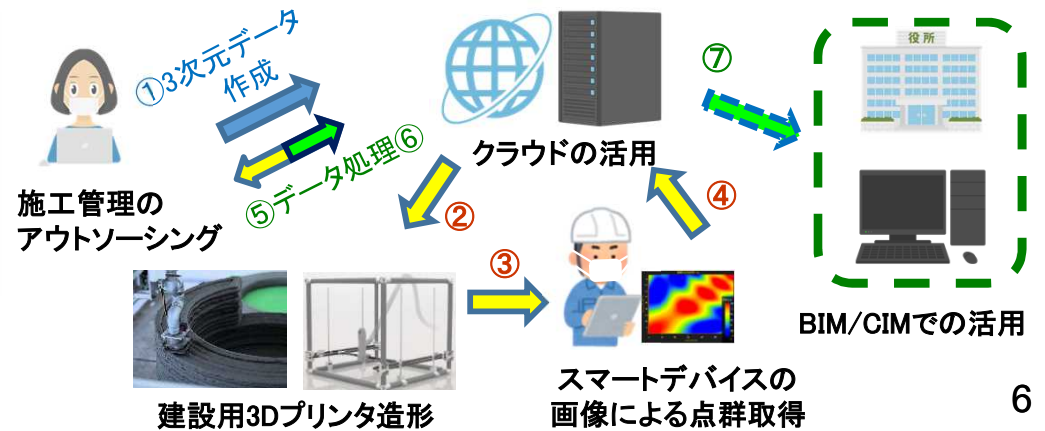 ①3次元データ
作成
⑦
役所
クラウドの活用
⑤データ処理⑥
施工管理の
アウトソーシング
②
④
③
BIM/CIMでの活用
スマートデバイスの
画像による点群取得
建設用3Dプリンタ造形
6